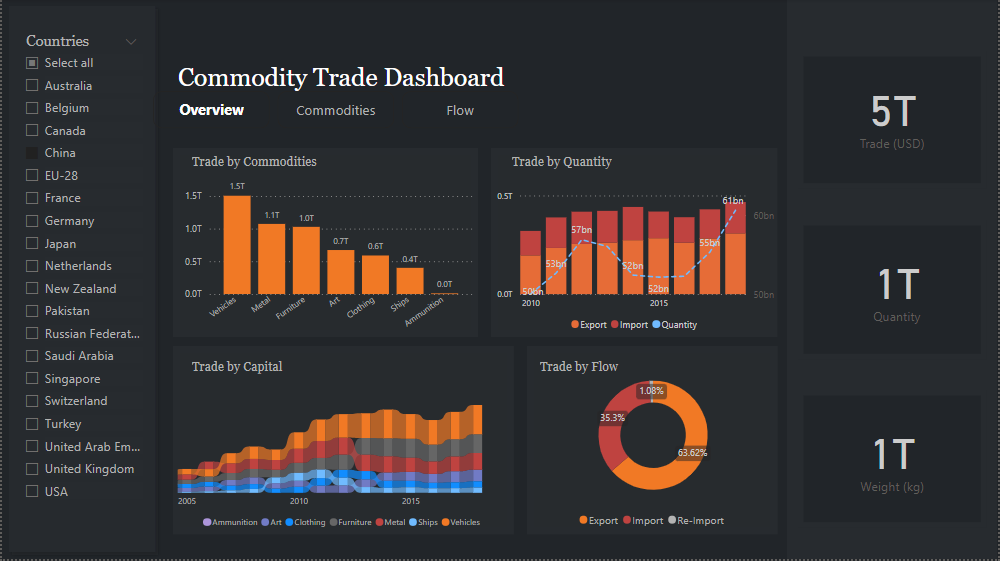 Countries
Select all
Australia
Belgium
Canada
China
EU-28
France
Germany
Japan
Netherlands
New Zealand
Pakistan
Russian Federat...
Saudi Arabia
Singapore
Switzerland
Turkey
United Arab Em...
United Kingdom
USA
Commodity Trade Dashboard
Overview Commodities Flow
Trade by Commodities
1.5T
1.0T
0.5T
0.0T
1.5T
1.1T
1.0T
0.7T
0.6T
0.4T
0.0T
Vehicles
Metal
Furniture
Art
Clothing
Ships
Ammunition
Trade by Quantity
0.5T
0.0T
50bn
53bn
57bn
52bn
52bn
55bn
61bn
60bn
50bn
2010 2015
Export Import Quantity
Trade by Capital
2005 2010 2015
Ammunition Art Clothing Furniture Metal Ships Vehicles
Trade by Flow
1.08%
35.3%
63.62%
Export Import Re-Import
5T
Trade (USD)
1T
Quantity
1T
Weight (kg)